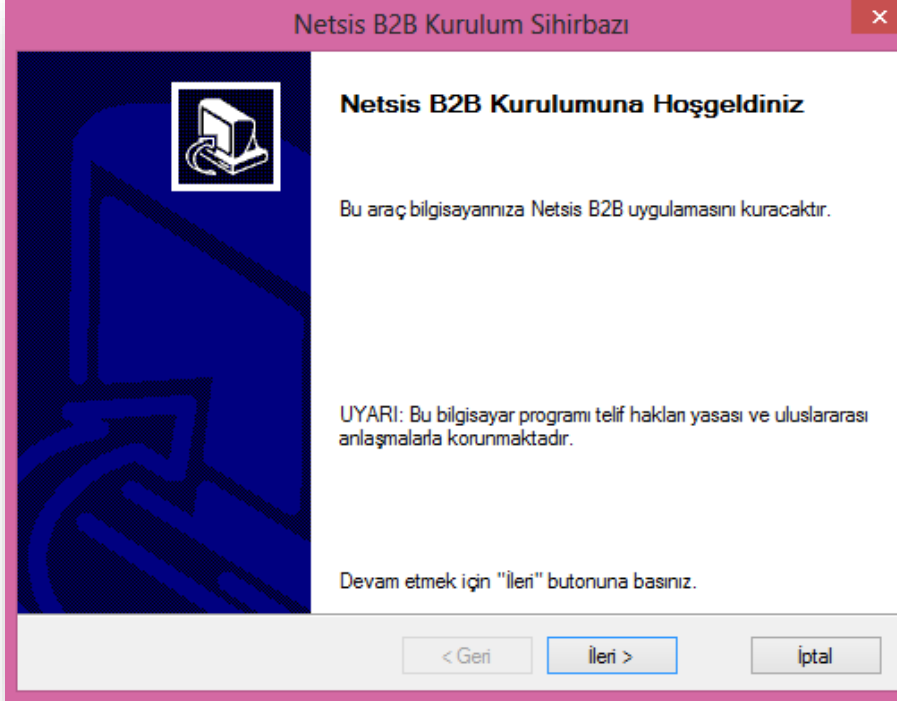 Netsis B2B Kurulum Sihirbazı
Netsis B2B Kurulumuna Hoşgeldiniz
Bu araç bilgisayarınıza Netsis B2B uygulamasını kuracaktır.
UYARI: Bu bilgisayar programı telif hakları yasası ve uluslararası
anlaşmalarla korunmaktadır.
Devam etmek için "İleri" butonuna basınız.
< Geri
İleri >
İptal